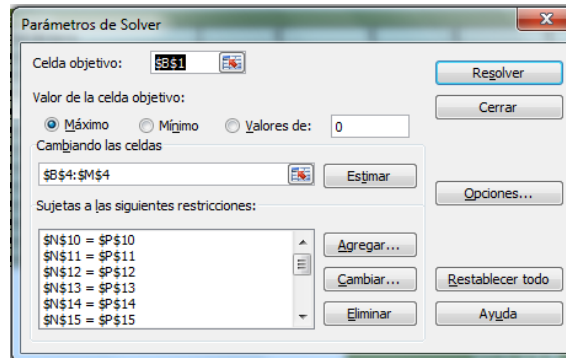 Parámetros de Solver
Celda objetivo: $B$1
Resolver
Valor de la celda objetivo:
Cerrar
Máximo Mínimo Valores de: 0
Cambiando las celdas
$B$4:$M$4 Estimar
Opciones...
Sujetas a las siguientes restricciones:
$N$10 = $P$10
$N$11 = $P$11
$N$12 = $P$12
$N$13 = $P$13
$N$14 = $P$14
$N$15 = $P$15
Agregar...
Cambiar...
Eliminar
Restablecer todo
Ayuda